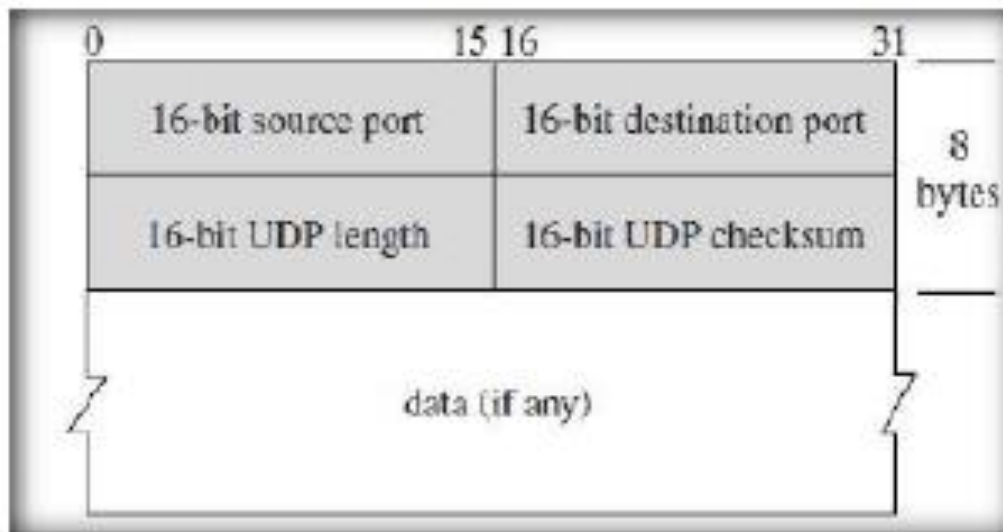 0 15 16 31
16-bit source port 16-bit destination port
8
bytes
16-bit UDP length 16-bit UDP checksum
data (if any)